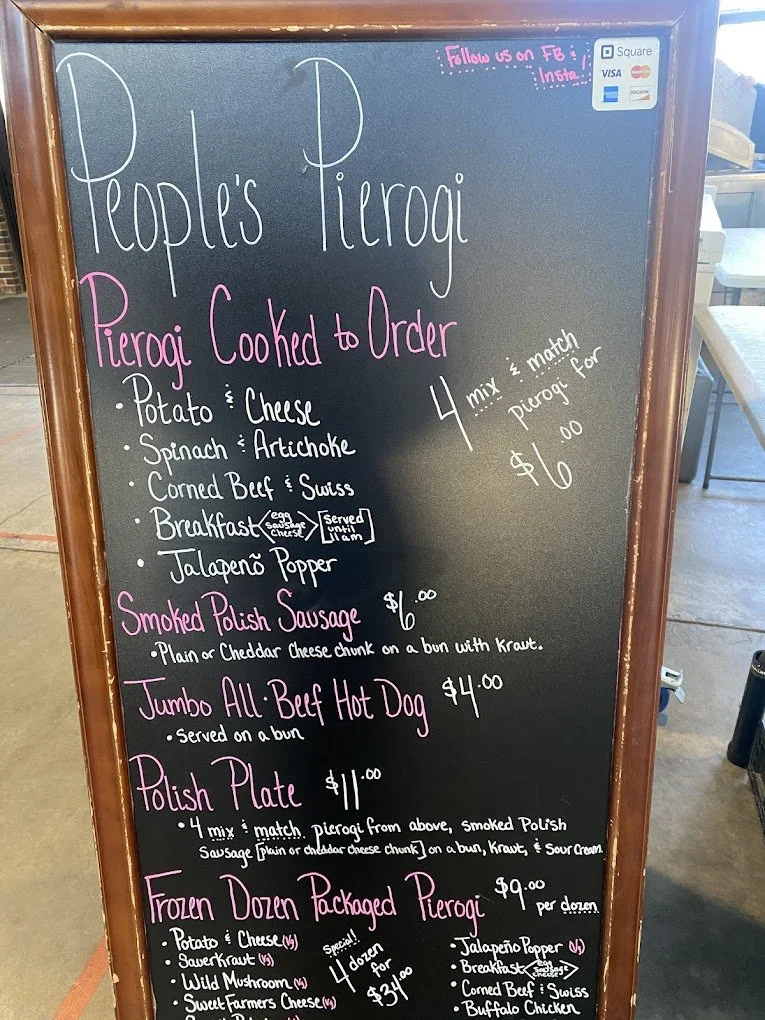 Follow us on FB &
Insta!
Square
VISA MasterCard
DISCOVER
People's Pierogi
Pierogi Cooked to Order
• Potato & Cheese
• Spinach & Artichoke
• Corned Beef & Swiss
• Breakfast <egg sausage cheese> [served until 11am]
• Jalapenõ Popper
4 mix & match
pierogi for
$6.00
Smoked Polish Sausage $6.00
• Plain or Cheddar Cheese chunk on a bun with Kraut.
Jumbo All-Beef Hot Dog $4.00
• Served on a bun
Polish Plate $11.00
• 4 mix & match pierogi from above, smoked Polish
Sausage [plain or cheddar cheese chunk] on a bun, Kraut, & Sour Cream
Frozen Dozen Packaged Pierogi $9.00
per dozen
• Potato & Cheese (V)
• Sauerkraut (V)
• Wild Mushroom (V)
• Sweet Farmers Cheese (V)
Special!
4 dozen
for
$34.00
• Jalapeño Popper (V)
• Breakfast <egg sausage cheese>
• Corned Beef & Swiss
• Buffalo Chicken